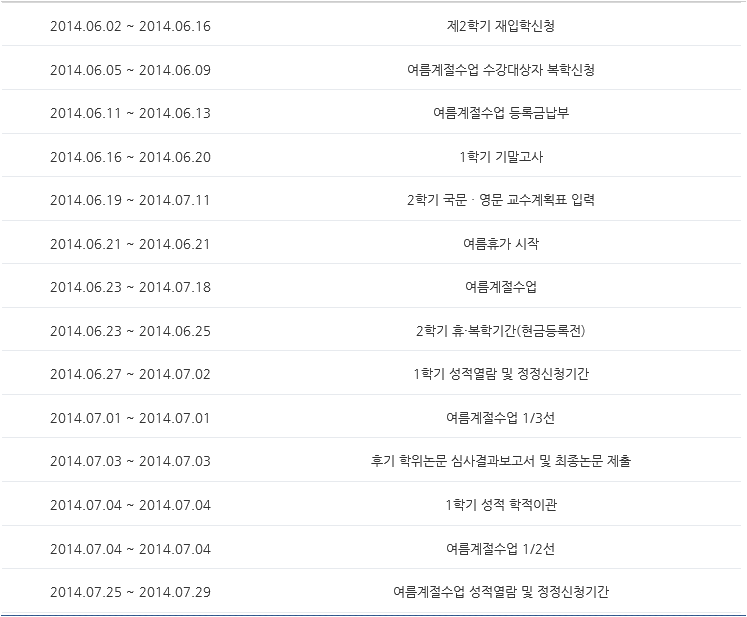 2014.06.02 ~ 2014.06.16 제2학기 재입학신청
2014.06.05 ~ 2014.06.09 여름계절수업 수강대상자 복학신청
2014.06.11 ~ 2014.06.13 여름계절수업 등록금납부
2014.06.16 ~ 2014.06.20 1학기 기말고사
2014.06.19 ~ 2014.07.11 2학기 국문 · 영문 교수계획표 입력
2014.06.21 ~ 2014.06.21 여름휴가 시작
2014.06.23 ~ 2014.07.18 여름계절수업
2014.06.23 ~ 2014.06.25 2학기 휴·복학기간(현금등록전)
2014.06.27 ~ 2014.07.02 1학기 성적열람 및 정정신청기간
2014.07.01 ~ 2014.07.01 여름계절수업 1/3선
2014.07.03 ~ 2014.07.03 후기 학위논문 심사결과보고서 및 최종논문 제출
2014.07.04 ~ 2014.07.04 1학기 성적 학적이관
2014.07.04 ~ 2014.07.04 여름계절수업 1/2선
2014.07.25 ~ 2014.07.29 여름계절수업 성적열람 및 정정신청기간